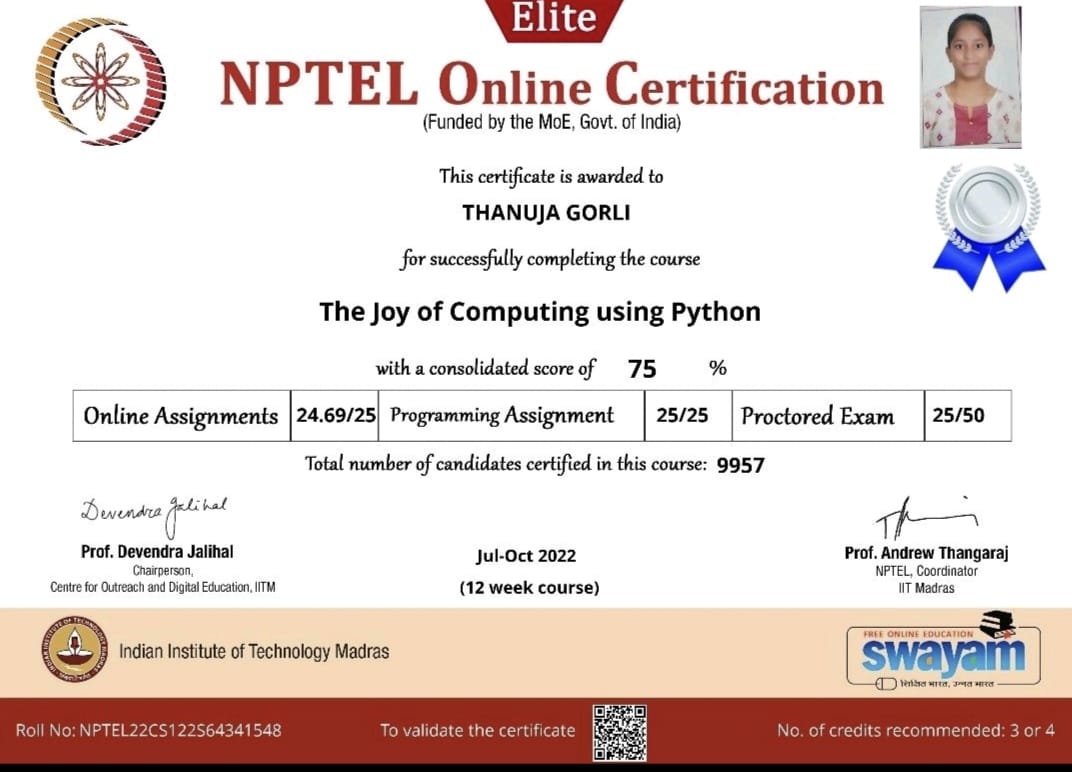 Elite
NPTEL Online Certification
(Funded by the MoE, Govt. of India)
This certificate is awarded to
THANUJA GORLI
for successfully completing the course
The Joy of Computing using Python
with a consolidated score of 75 %
Online Assignments 24.69/25 Programming Assignment 25/25 Proctored Exam 25/50
Total number of candidates certified in this course: 9957
Devendra Jalihal
Prof. Devendra Jalihal
Chairperson,
Centre for Outreach and Digital Education, IITM
Jul-Oct 2022
(12 week course)
Prof. Andrew Thangaraj
NPTEL, Coordinator
IIT Madras
INDIAN INSTITUTE OF TECHNOLOGY MADRAS
Indian Institute of Technology Madras
FREE ONLINE EDUCATION
swayam
शिक्षित भारत, उन्नत भारत
Roll No: NPTEL22CS122S64341548
To validate the certificate
No. of credits recommended: 3 or 4